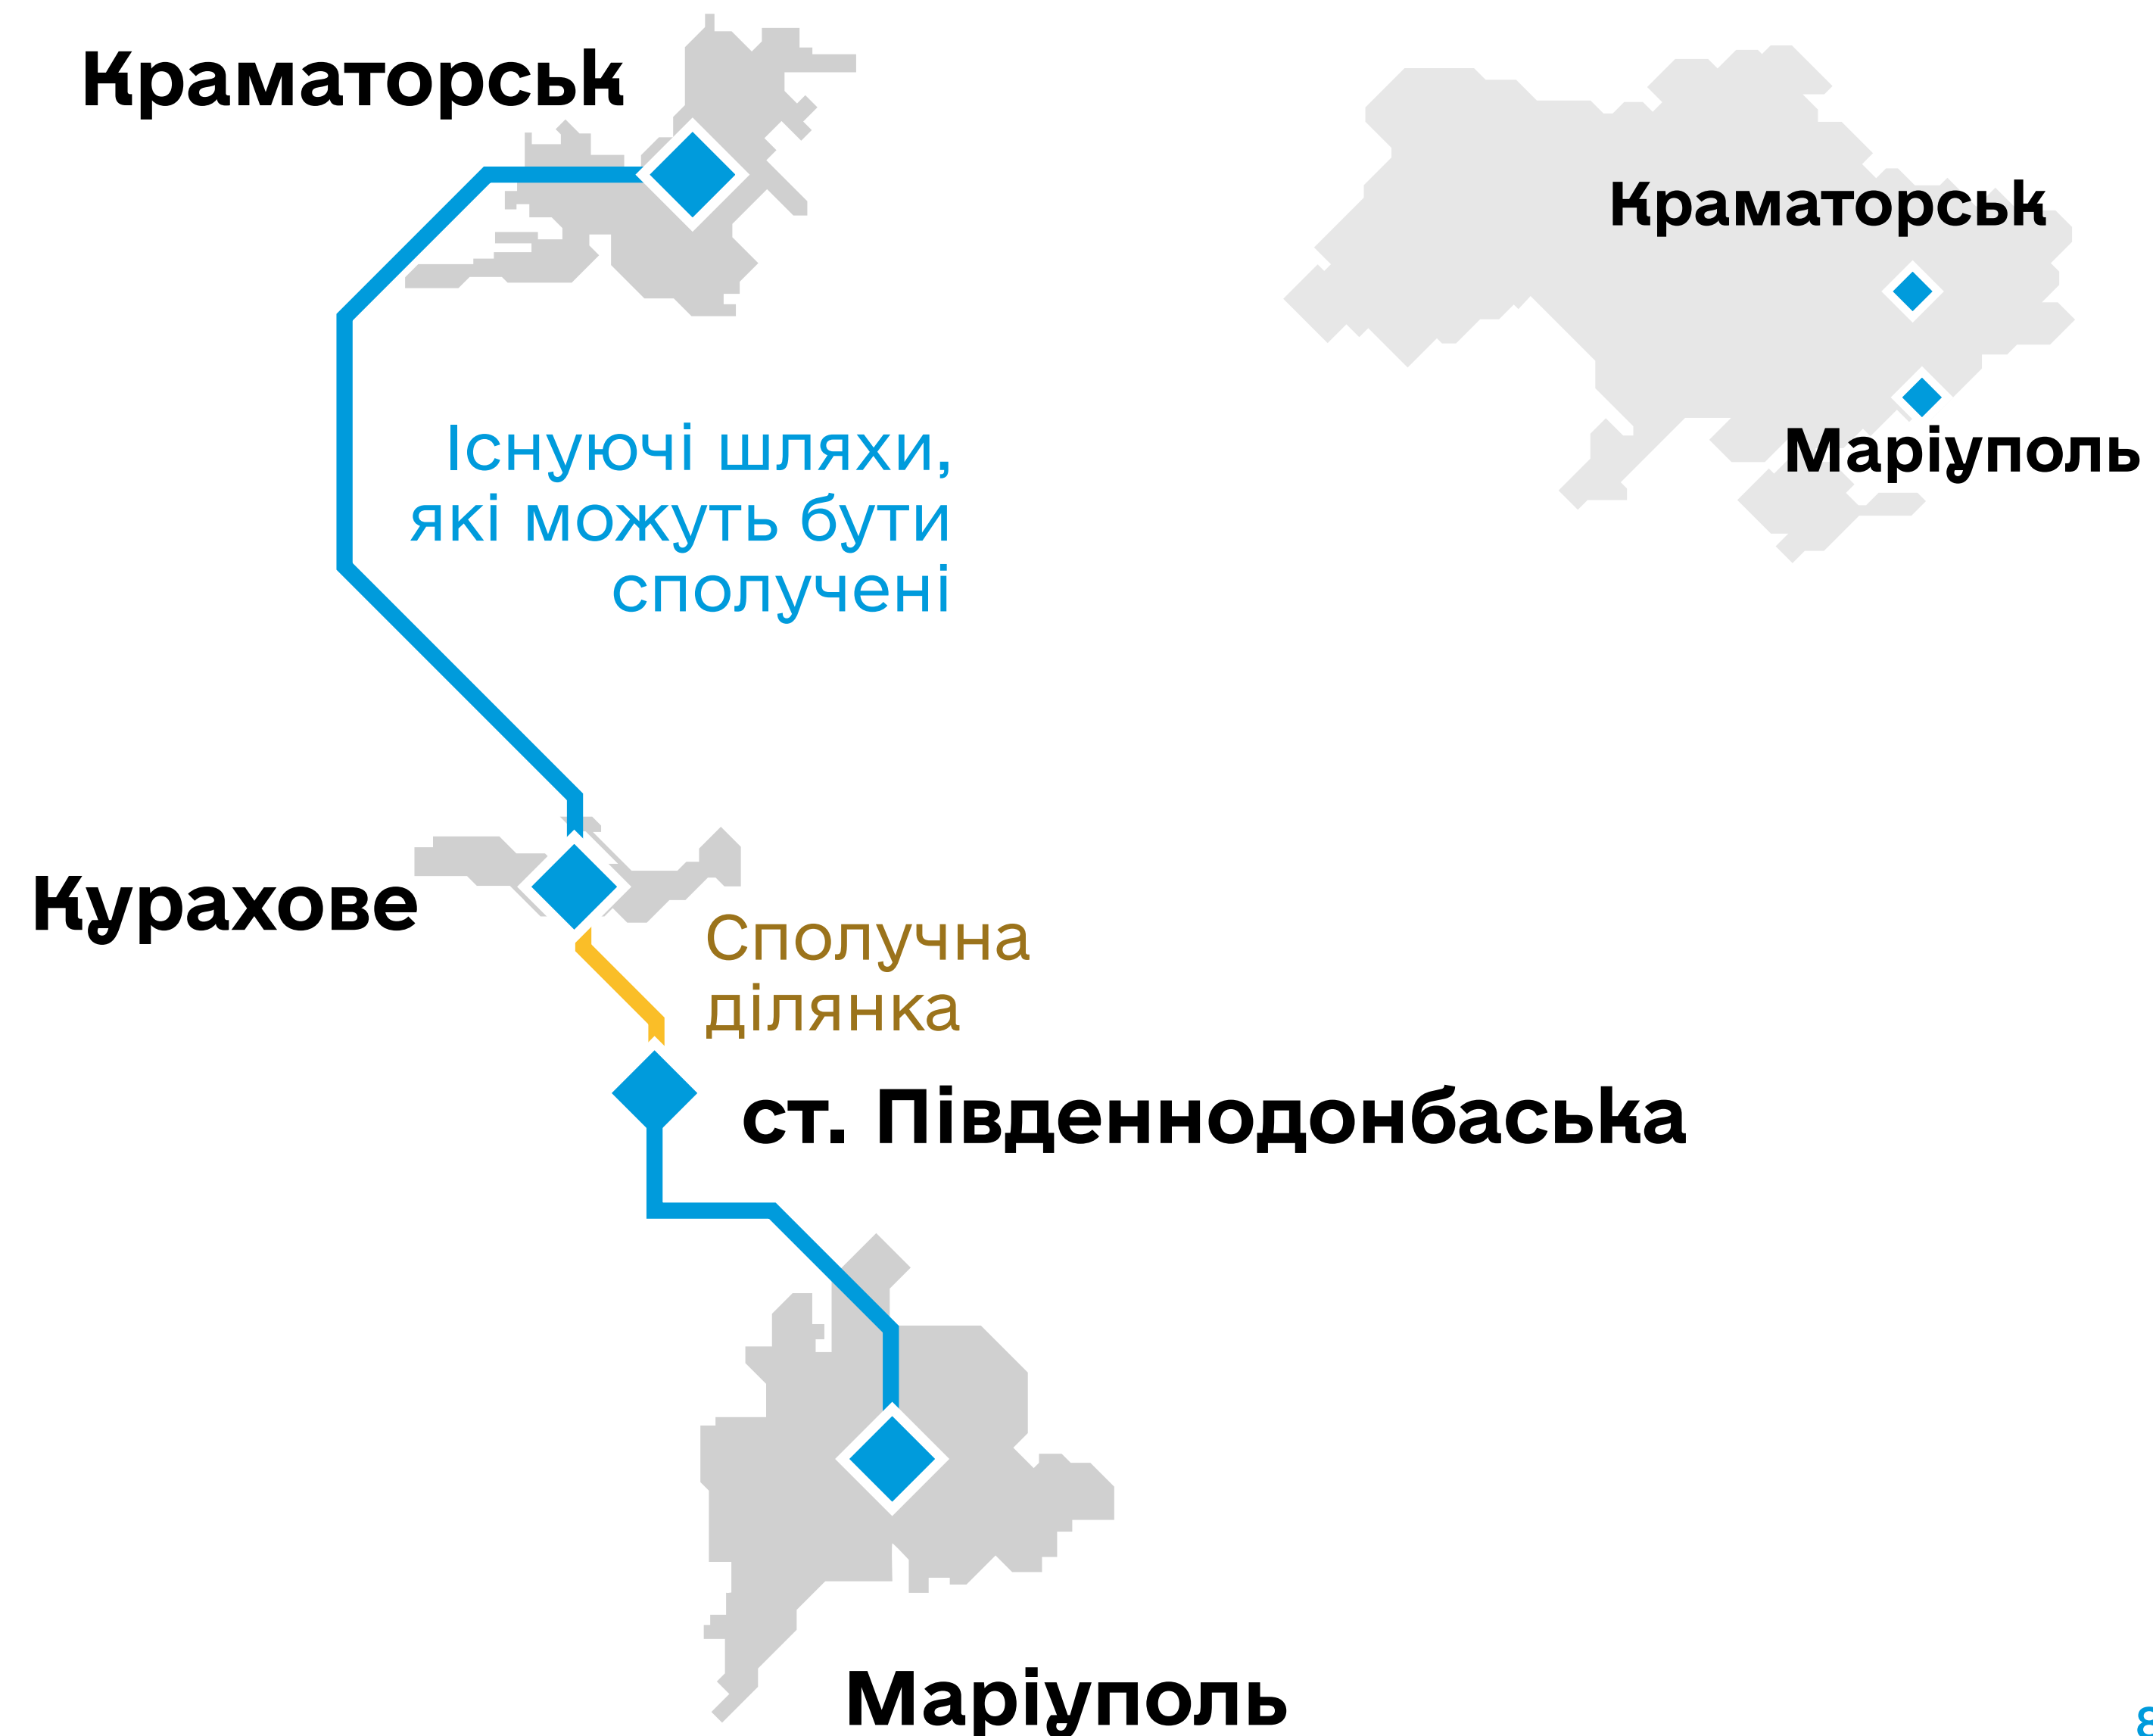 Краматорськ
Краматорськ
Маріуполь
Існуючі шляхи,
які можуть бути
сполучені
Курахове
Сполучна
ділянка
ст. Південнодонбаська
Маріуполь